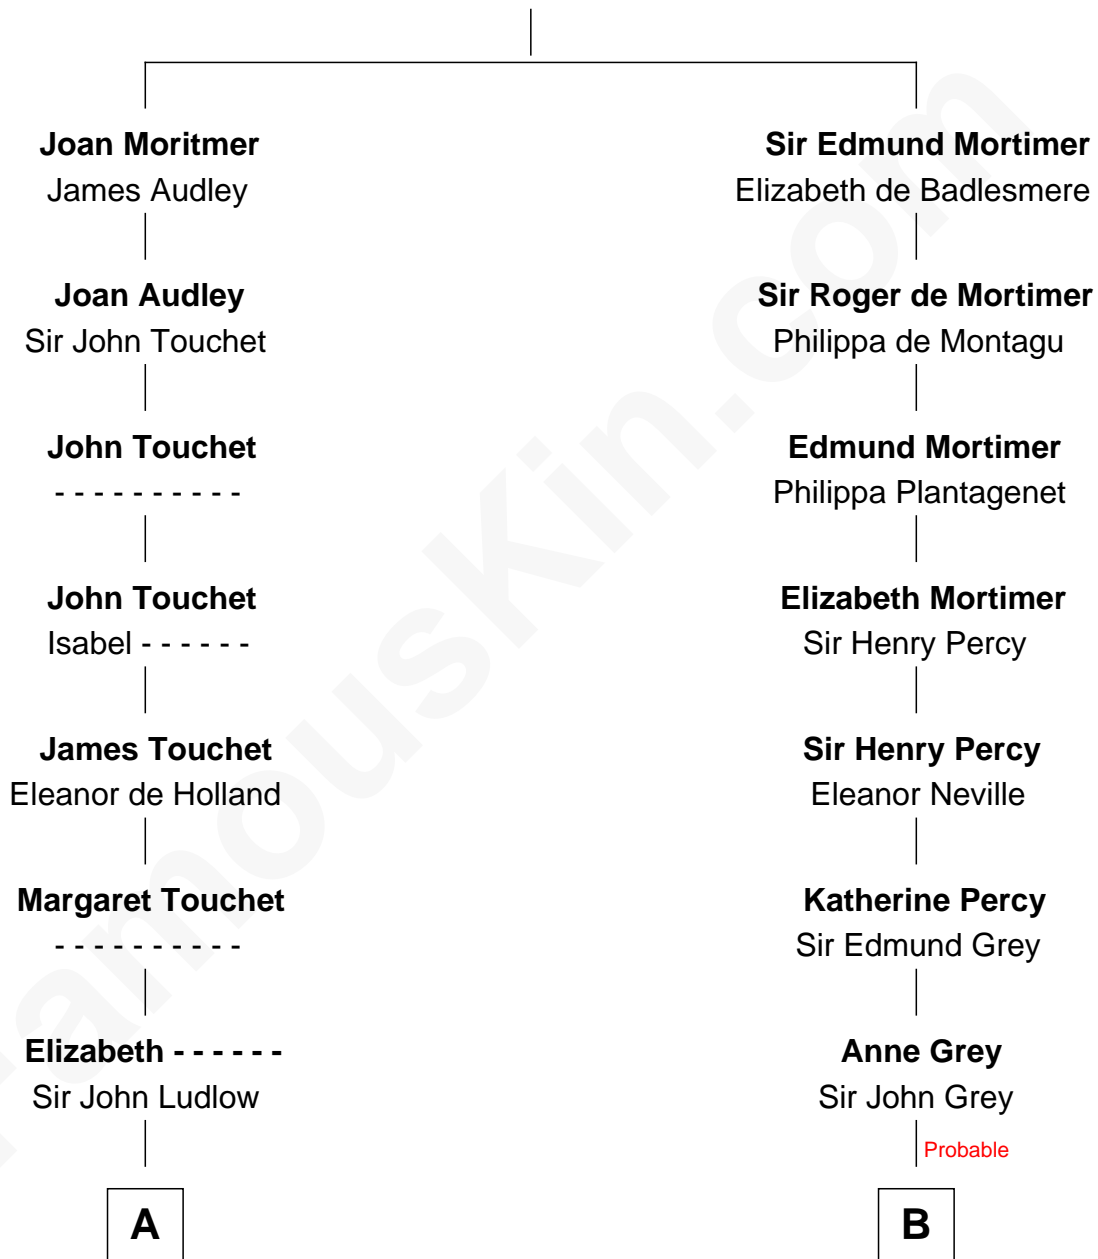 Joan Moritmer
James Audley
Joan Audley
Sir John Touchet
John Touchet
- - - - - - - - - -
John Touchet
Isabel - - - - - -
James Touchet
Eleanor de Holland
Margaret Touchet
- - - - - - - - - -
Elizabeth - - - - - -
Sir John Ludlow
A
Sir Edmund Mortimer
Elizabeth de Badlesmere
Sir Roger de Mortimer
Philippa de Montagu
Edmund Mortimer
Philippa Plantagenet
Elizabeth Mortimer
Sir Henry Percy
Sir Henry Percy
Eleanor Neville
Katherine Percy
Sir Edmund Grey
Anne Grey
Sir John Grey
Probable
B
FamousKin.com